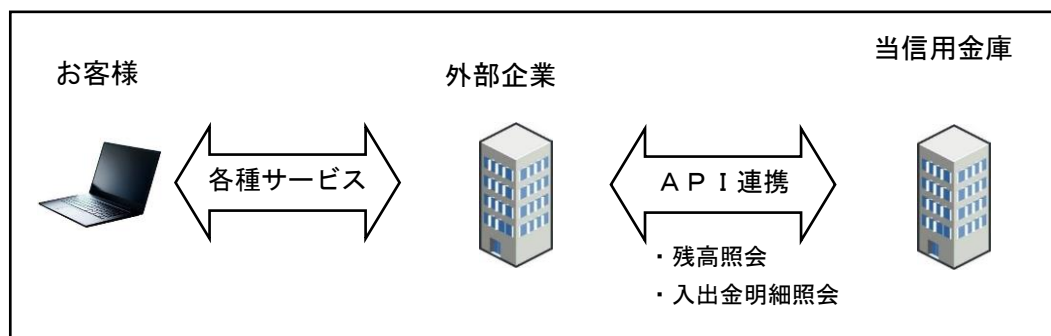 お客様
外部企業
当信用金庫
各種サービス
ＡＰＩ連携
・残高照会
・入出金明細照会